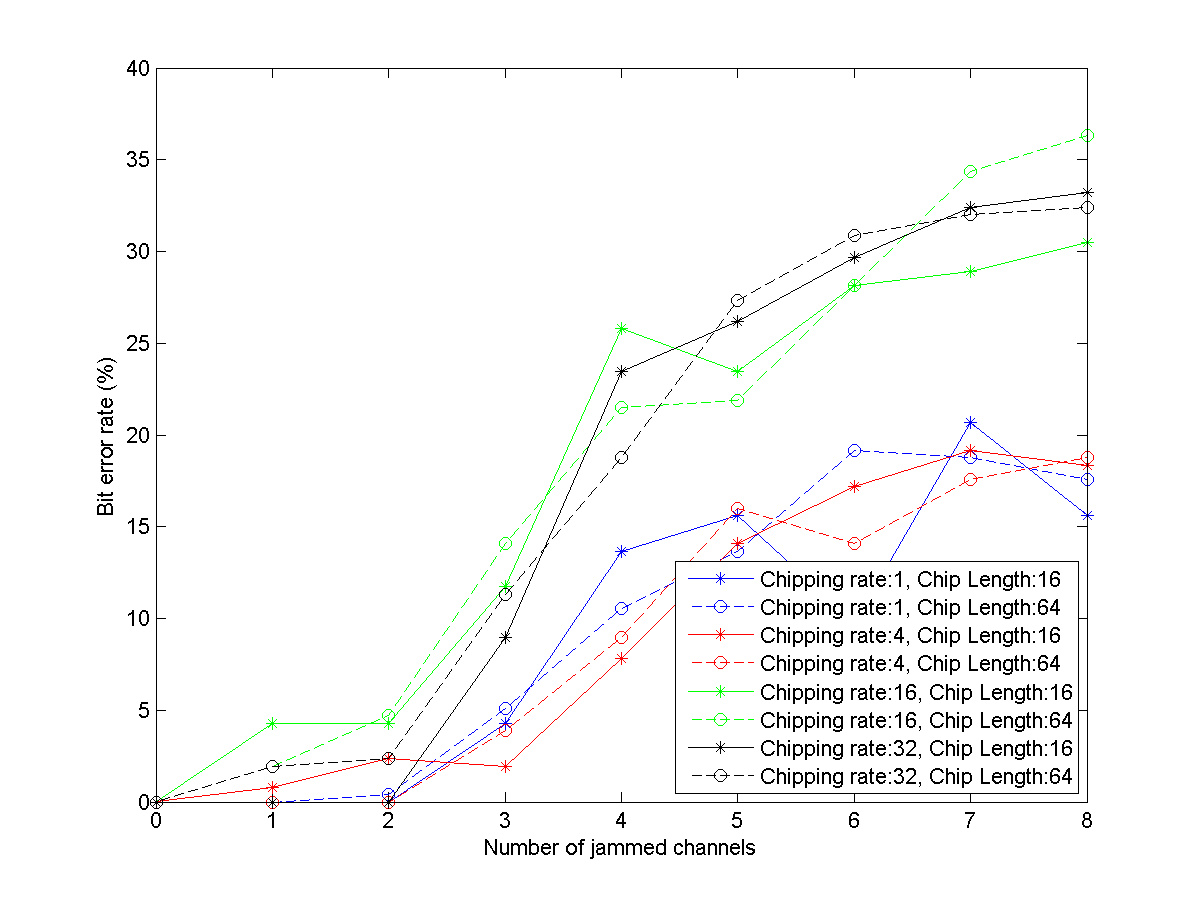 40
35
30
25
20
15
10
5
0
Bit error rate (%)
Chipping rate:1, Chip Length:16
Chipping rate:1, Chip Length:64
Chipping rate:4, Chip Length:16
Chipping rate:4, Chip Length:64
Chipping rate:16, Chip Length:16
Chipping rate:16, Chip Length:64
Chipping rate:32, Chip Length:16
Chipping rate:32, Chip Length:64
0 1 2 3 4 5 6 7 8
Number of jammed channels